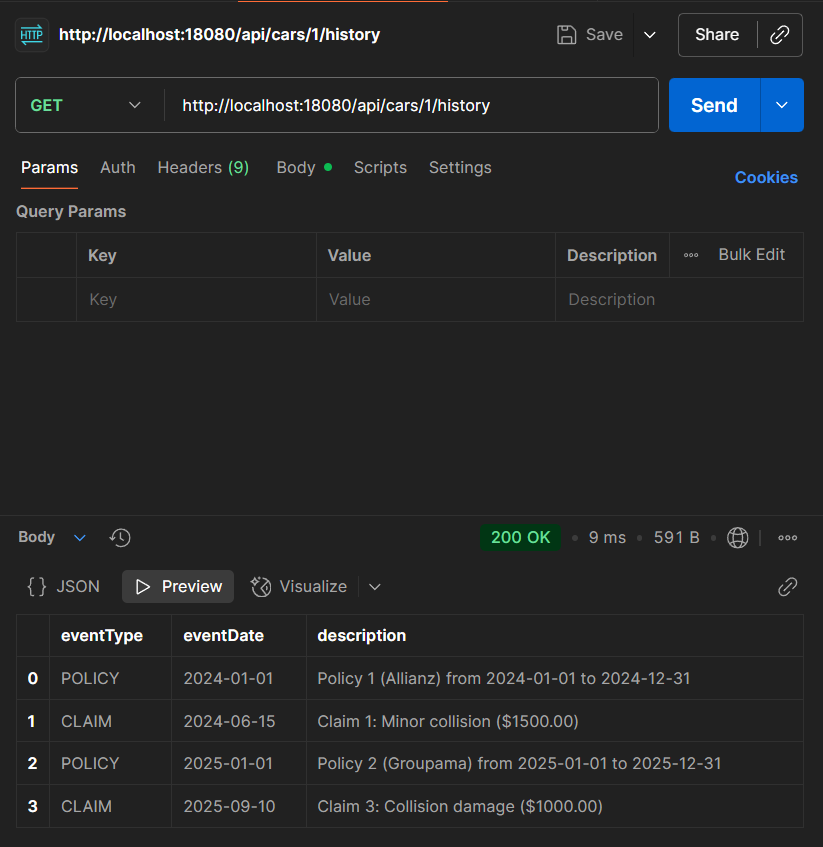 HTTP http://localhost:18080/api/cars/1/history Save Share
GET http://localhost:18080/api/cars/1/history Send
Params Auth Headers (9) Body Scripts Settings Cookies
Query Params
Key Value Description Bulk Edit
Key Value Description
Body 200 OK 9 ms 591 B
{} JSON Preview Visualize
eventType eventDate description
0 POLICY 2024-01-01 Policy 1 (Allianz) from 2024-01-01 to 2024-12-31
1 CLAIM 2024-06-15 Claim 1: Minor collision ($1500.00)
2 POLICY 2025-01-01 Policy 2 (Groupama) from 2025-01-01 to 2025-12-31
3 CLAIM 2025-09-10 Claim 3: Collision damage ($1000.00)